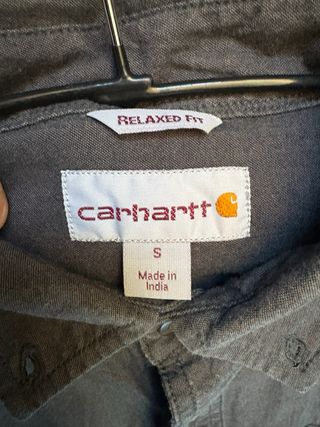 RELAXED FIT
carhartt
S
Made in
India